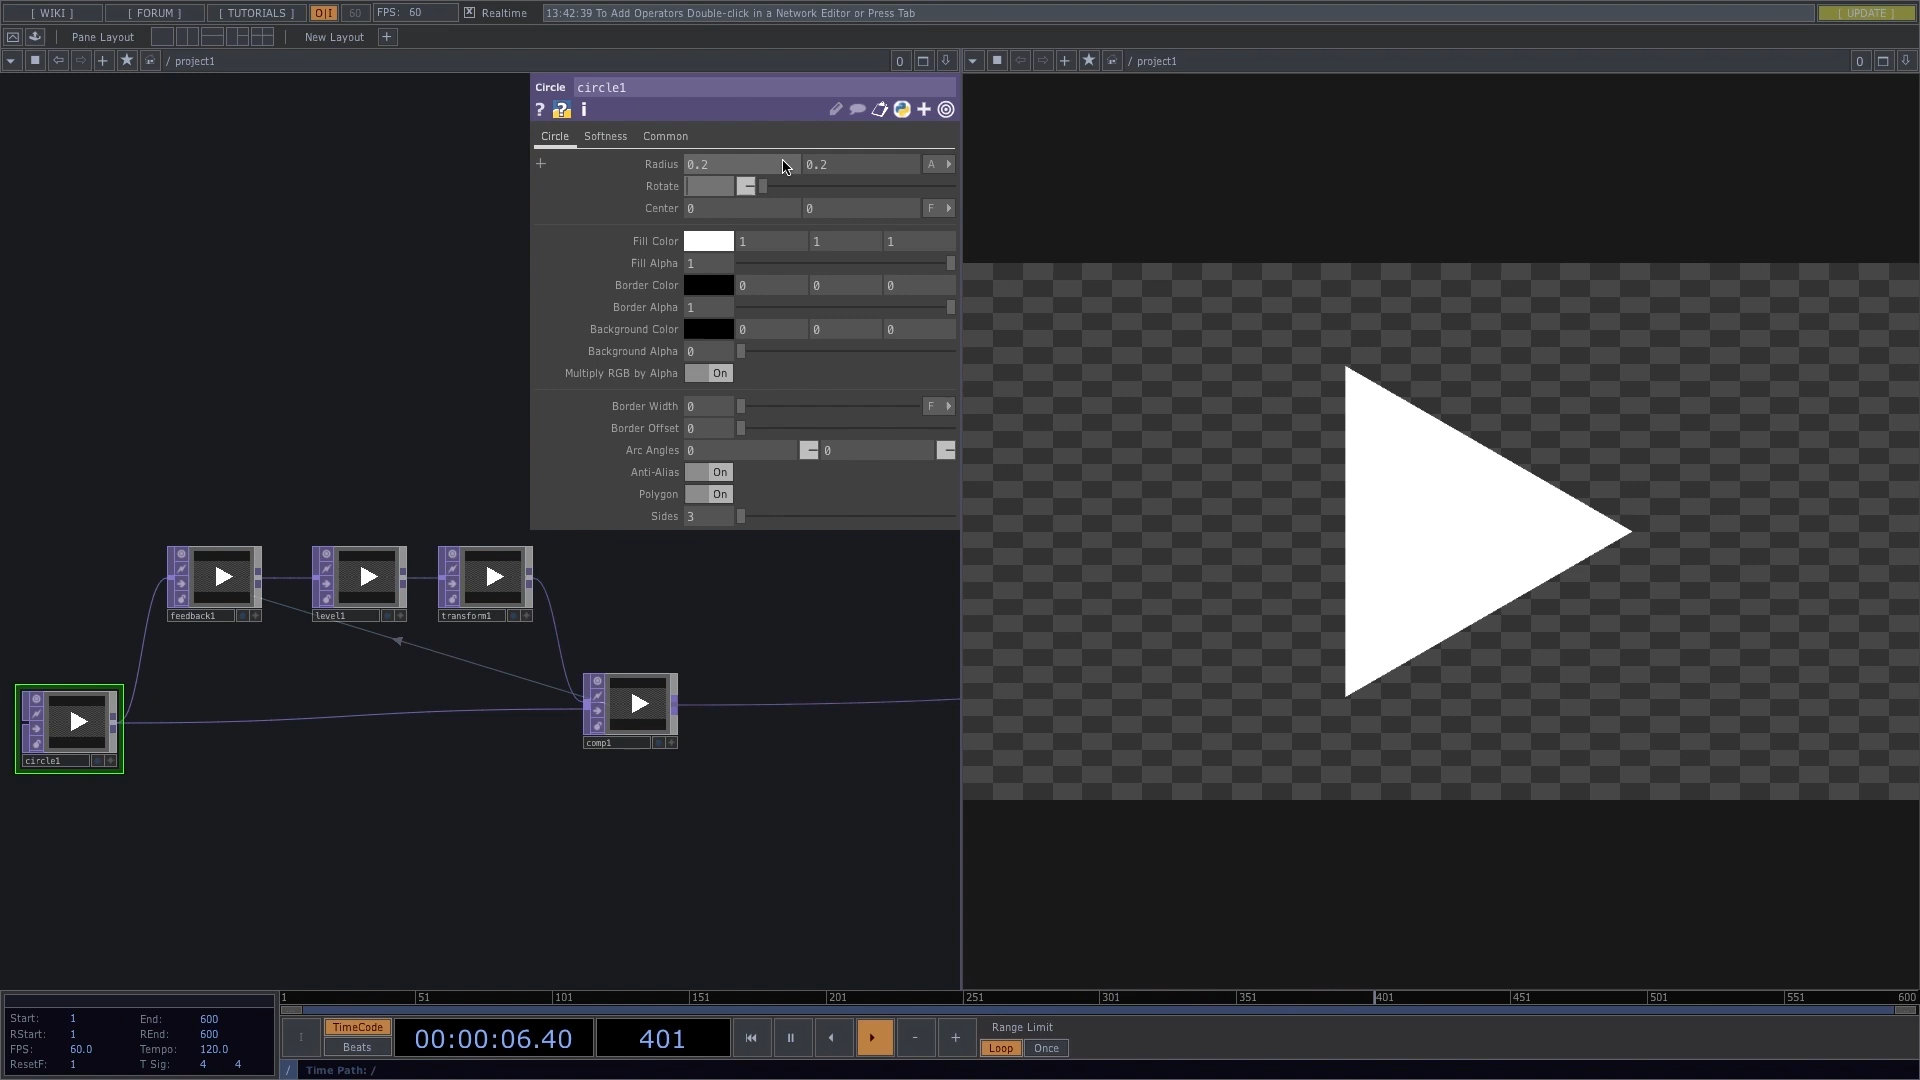 [ WIKI ] [ FORUM ] [ TUTORIALS ] O|I 60 FPS: 60 Realtime 13:42:39 To Add Operators Double-click in a Network Editor or Press Tab [ UPDATE ]
Pane Layout New Layout +
/ project1 0 / project1 0
Circle circle1
? ? i
Circle Softness Common
Radius 0.2 0.2 A
Rotate
Center 0 0 F
Fill Color 1 1 1
Fill Alpha 1
Border Color 0 0 0
Border Alpha 1
Background Color 0 0 0
Background Alpha 0
Multiply RGB by Alpha On
Border Width 0 F
Border Offset 0
Arc Angles 0 0
Anti-Alias On
Polygon On
Sides 3
feedback1 level1 transform1
comp1
circle1
1 51 101 151 201 251 301 351 401 451 501 551 600
Start: 1 End: 600
RStart: 1 REnd: 600
FPS: 60.0 Tempo: 120.0
ResetF: 1 T Sig: 4 4
TimeCode
Beats
00:00:06.40 401 - +
Range Limit
Loop Once
/ Time Path: /